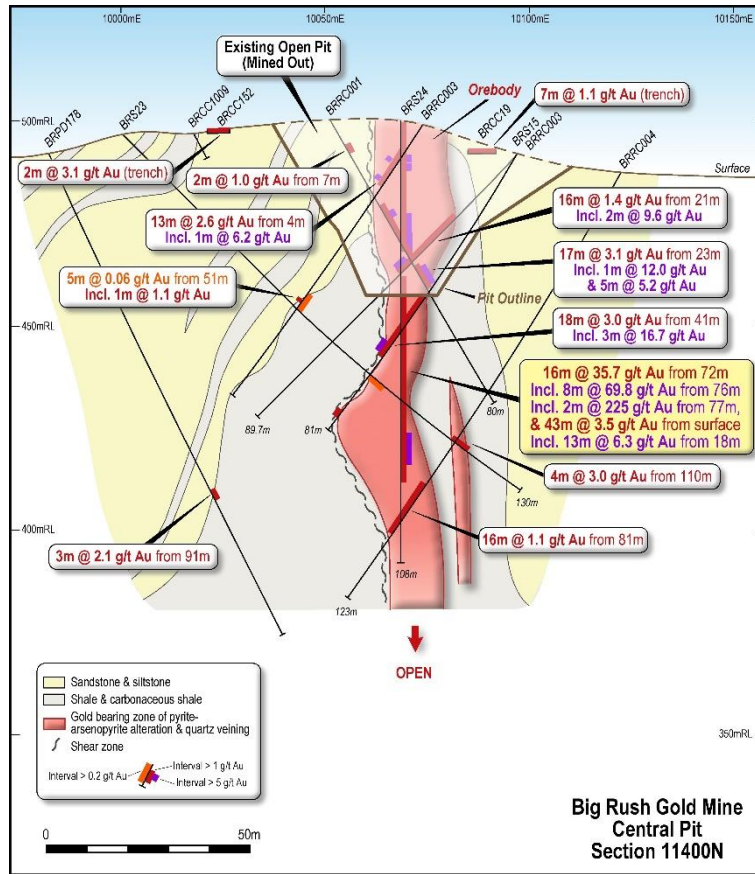 10000mE
10050mE
10100mE
10150mE
Existing Open Pit
(Mined Out)
BRPD178
BRS23
BRCC1009
BRCC152
BRRC001
BRS24
BRRC003
Orebody
BRCC19
BRS15
BRRC003
BRRC004
500mRL
7m @ 1.1 g/t Au (trench)
Surface
2m @ 3.1 g/t Au (trench)
2m @ 1.0 g/t Au from 7m
16m @ 1.4 g/t Au from 21m
Incl. 2m @ 9.6 g/t Au
13m @ 2.6 g/t Au from 4m
Incl. 1m @ 6.2 g/t Au
17m @ 3.1 g/t Au from 23m
Incl. 1m @ 12.0 g/t Au
& 5m @ 5.2 g/t Au
5m @ 0.06 g/t Au from 51m
Incl. 1m @ 1.1 g/t Au
Pit Outline
450mRL
18m @ 3.0 g/t Au from 41m
Incl. 3m @ 16.7 g/t Au
16m @ 35.7 g/t Au from 72m
Incl. 8m @ 69.8 g/t Au from 76m
Incl. 2m @ 225 g/t Au from 77m,
& 43m @ 3.5 g/t Au from surface
Incl. 13m @ 6.3 g/t Au from 18m
89.7m
81m
80m
4m @ 3.0 g/t Au from 110m
130m
400mRL
3m @ 2.1 g/t Au from 91m
16m @ 1.1 g/t Au from 81m
108m
123m
OPEN
Sandstone & siltstone
Shale & carbonaceous shale
Gold bearing zone of pyrite-
arsenopyrite alteration & quartz veining
Shear zone
Interval > 0.2 g/t Au
Interval > 1 g/t Au
Interval > 5 g/t Au
350mRL
0
50m
Big Rush Gold Mine
Central Pit
Section 11400N